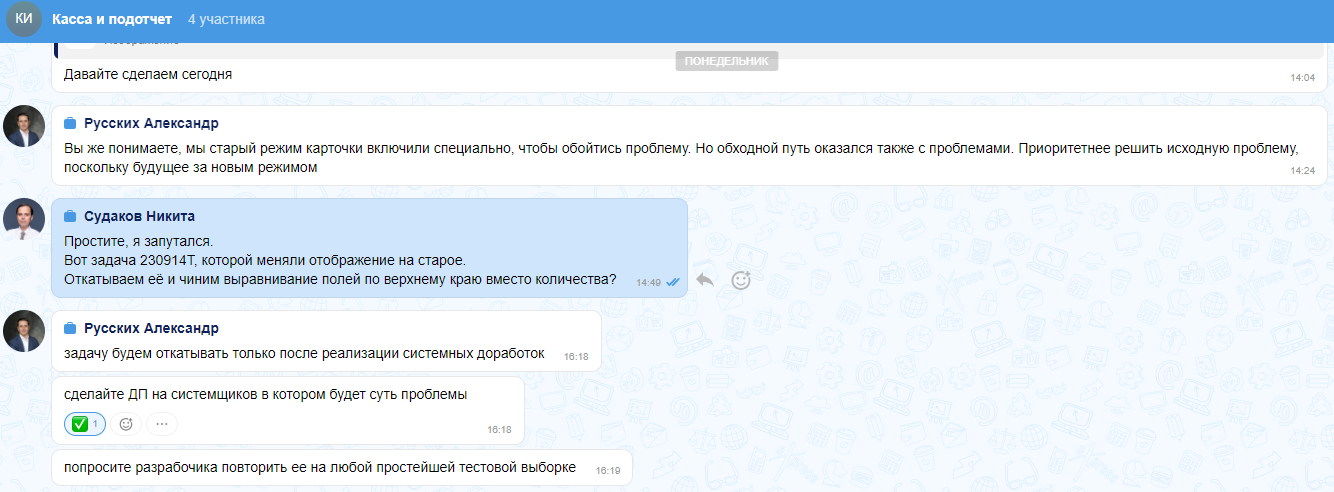 КИ
Касса и подотчет 4 участника
ПОНЕДЕЛЬНИК
Давайте сделаем сегодня
14:04
Русских Александр
Вы же понимаете, мы старый режим карточки включили специально, чтобы обойтись проблему. Но обходной путь оказался также с проблемами. Приоритетнее решить исходную проблему,
поскольку будущее за новым режимом
14:24
Судаков Никита
Простите, я запутался.
Вот задача 230914Т, которой меняли отображение на старое.
Откатываем её и чиним выравнивание полей по верхнему краю вместо количества? 14:49
Русских Александр
задачу будем откатывать только после реализации системных доработок 16:18
сделайте ДП на системщиков в котором будет суть проблемы
1
16:18
попросите разрабочика повторить ее на любой простейшей тестовой выборке 16:19